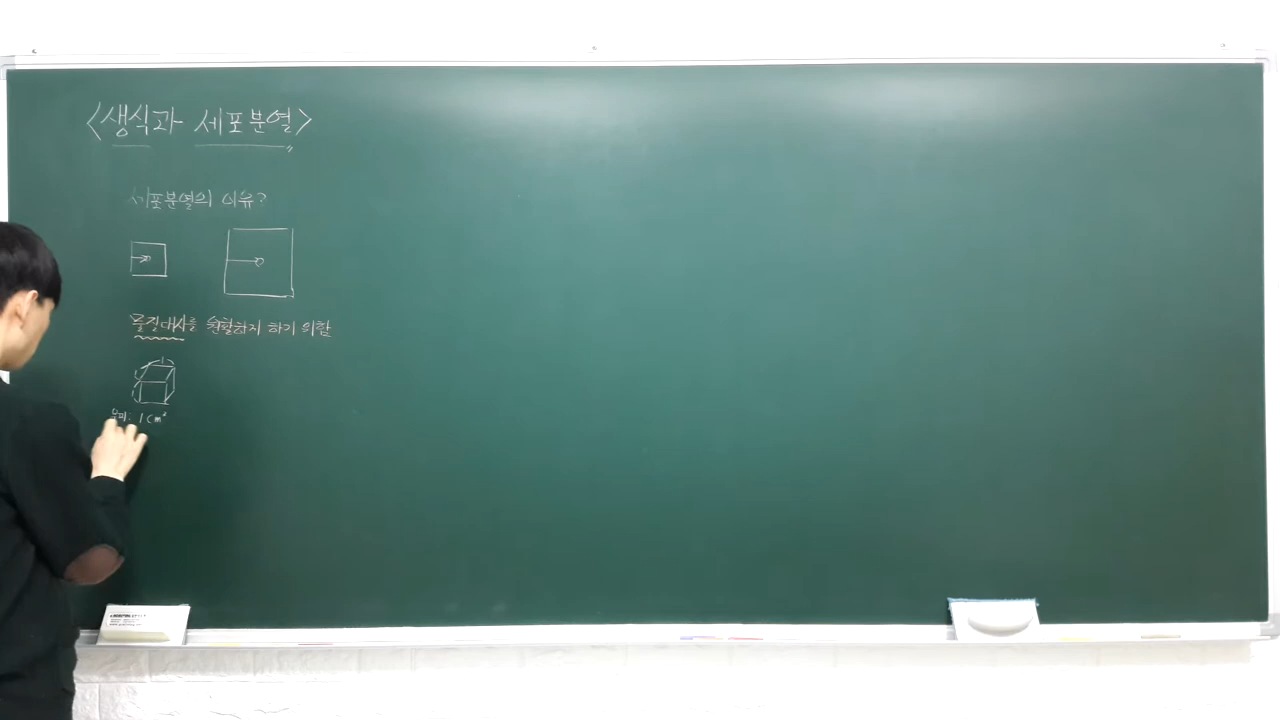 <생식과 세포분열>
세포분열의 이유?
물질대사를 원활하지 하기 위함
부피: 1cm³